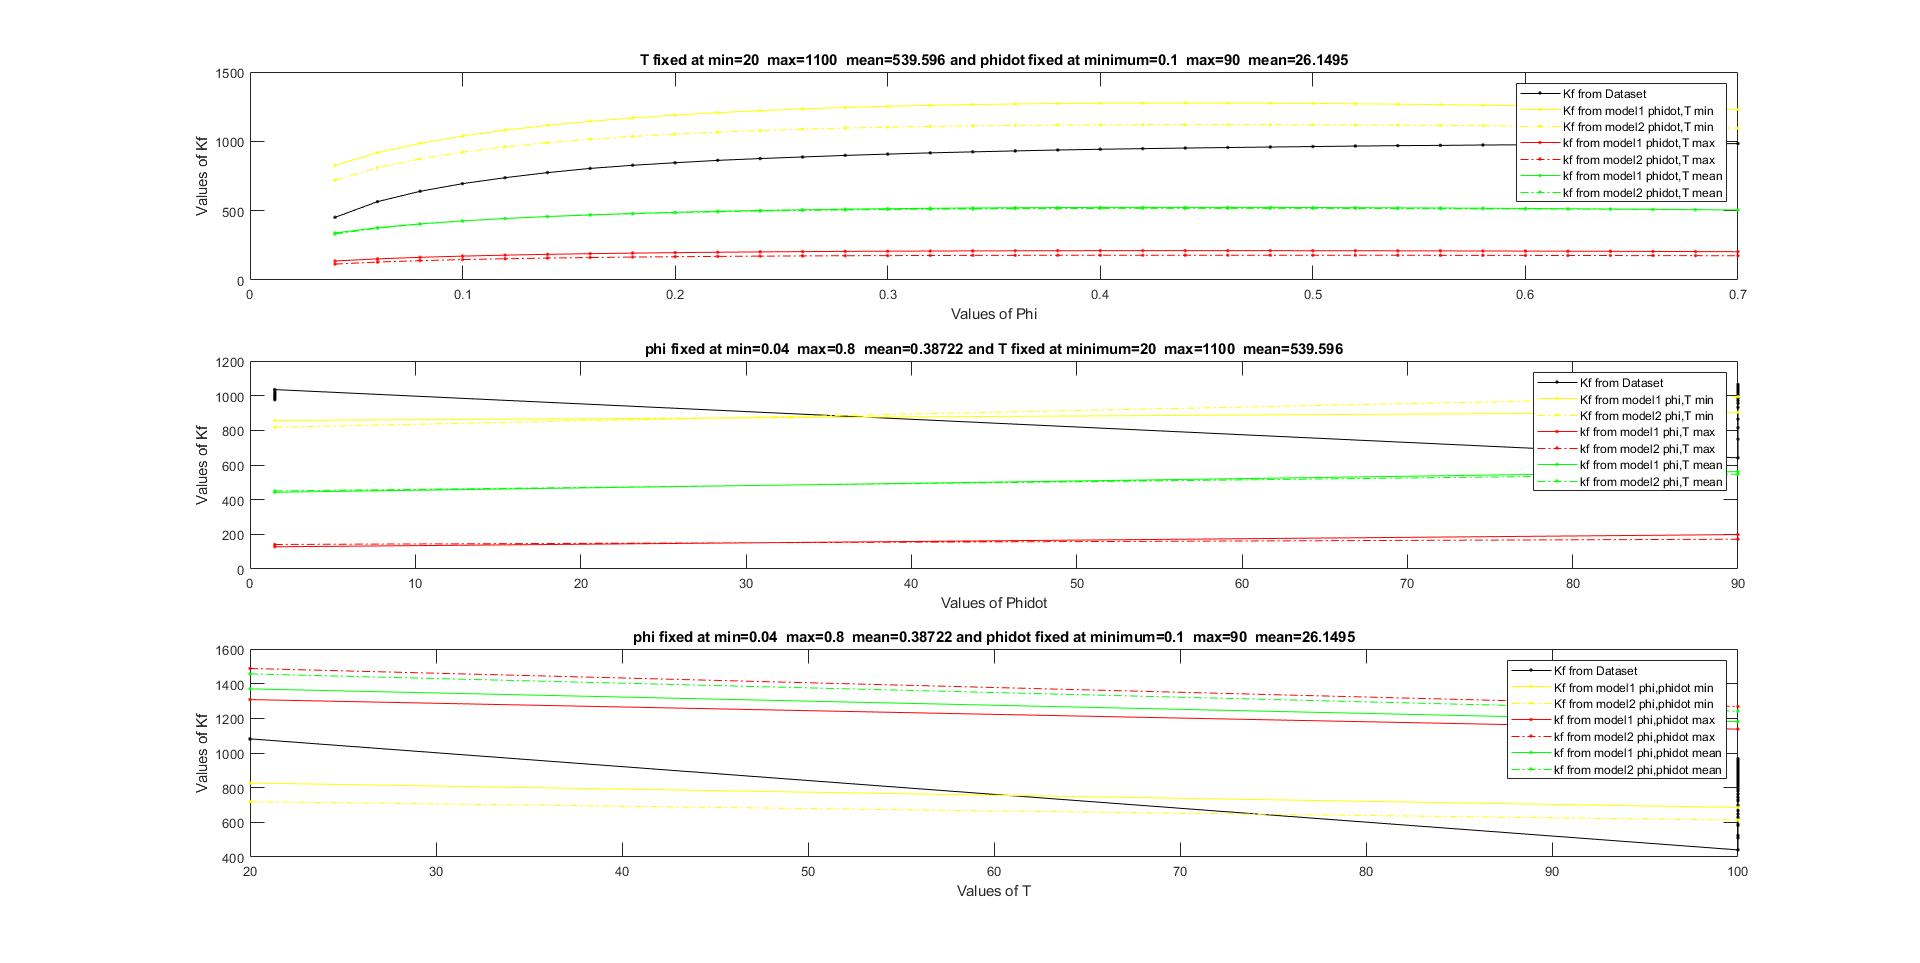 T fixed at min=20 max=1100 mean=539.596 and phidot fixed at minimum=0.1 max=90 mean=26.1495
1500
1000
500
0
Values of Kf
0 0.1 0.2 0.3 0.4 0.5 0.6 0.7
Values of Phi
Kf from Dataset
Kf from model1 phidot,T min
Kf from model2 phidot,T min
kf from model1 phidot,T max
kf from model2 phidot,T max
kf from model1 phidot,T mean
kf from model2 phidot,T mean
phi fixed at min=0.04 max=0.8 mean=0.38722 and T fixed at minimum=20 max=1100 mean=539.596
1200
1000
800
600
400
200
0
Values of Kf
0 10 20 30 40 50 60 70 80 90
Values of Phidot
Kf from Dataset
Kf from model1 phi,T min
Kf from model2 phi,T min
kf from model1 phi,T max
kf from model2 phi,T max
kf from model1 phi,T mean
kf from model2 phi,T mean
phi fixed at min=0.04 max=0.8 mean=0.38722 and phidot fixed at minimum=0.1 max=90 mean=26.1495
1600
1400
1200
1000
800
600
400
Values of Kf
20 30 40 50 60 70 80 90 100
Values of T
Kf from Dataset
Kf from model1 phi,phidot min
Kf from model2 phi,phidot min
kf from model1 phi,phidot max
kf from model2 phi,phidot max
kf from model1 phi,phidot mean
kf from model2 phi,phidot mean